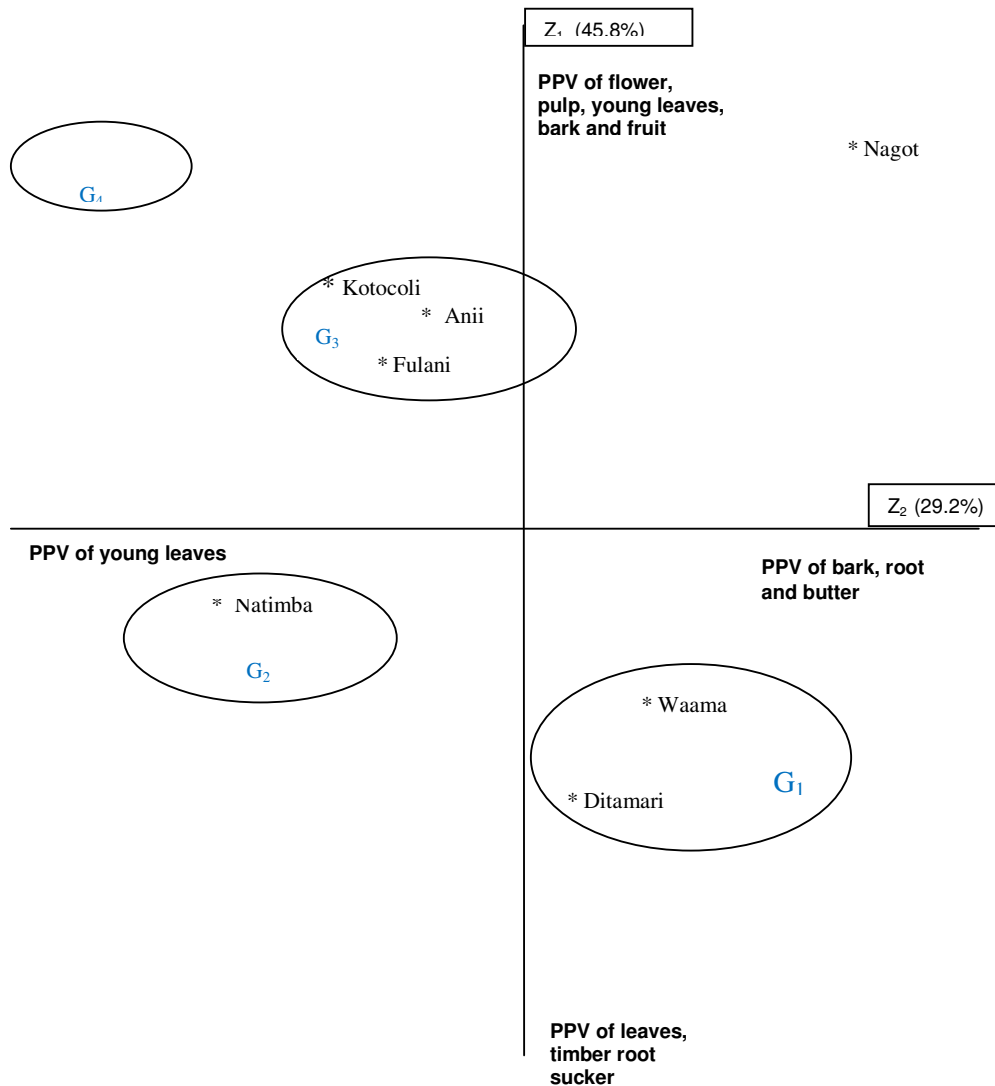 Z₁ (45.8%)
PPV of flower,
pulp, young leaves,
bark and fruit
* Nagot
G₄
* Kotocoli
* Anii
G₃
* Fulani
Z₂ (29.2%)
PPV of young leaves
PPV of bark, root
and butter
* Natimba
G₂
* Waama
G₁
* Ditamari
PPV of leaves,
timber root
sucker